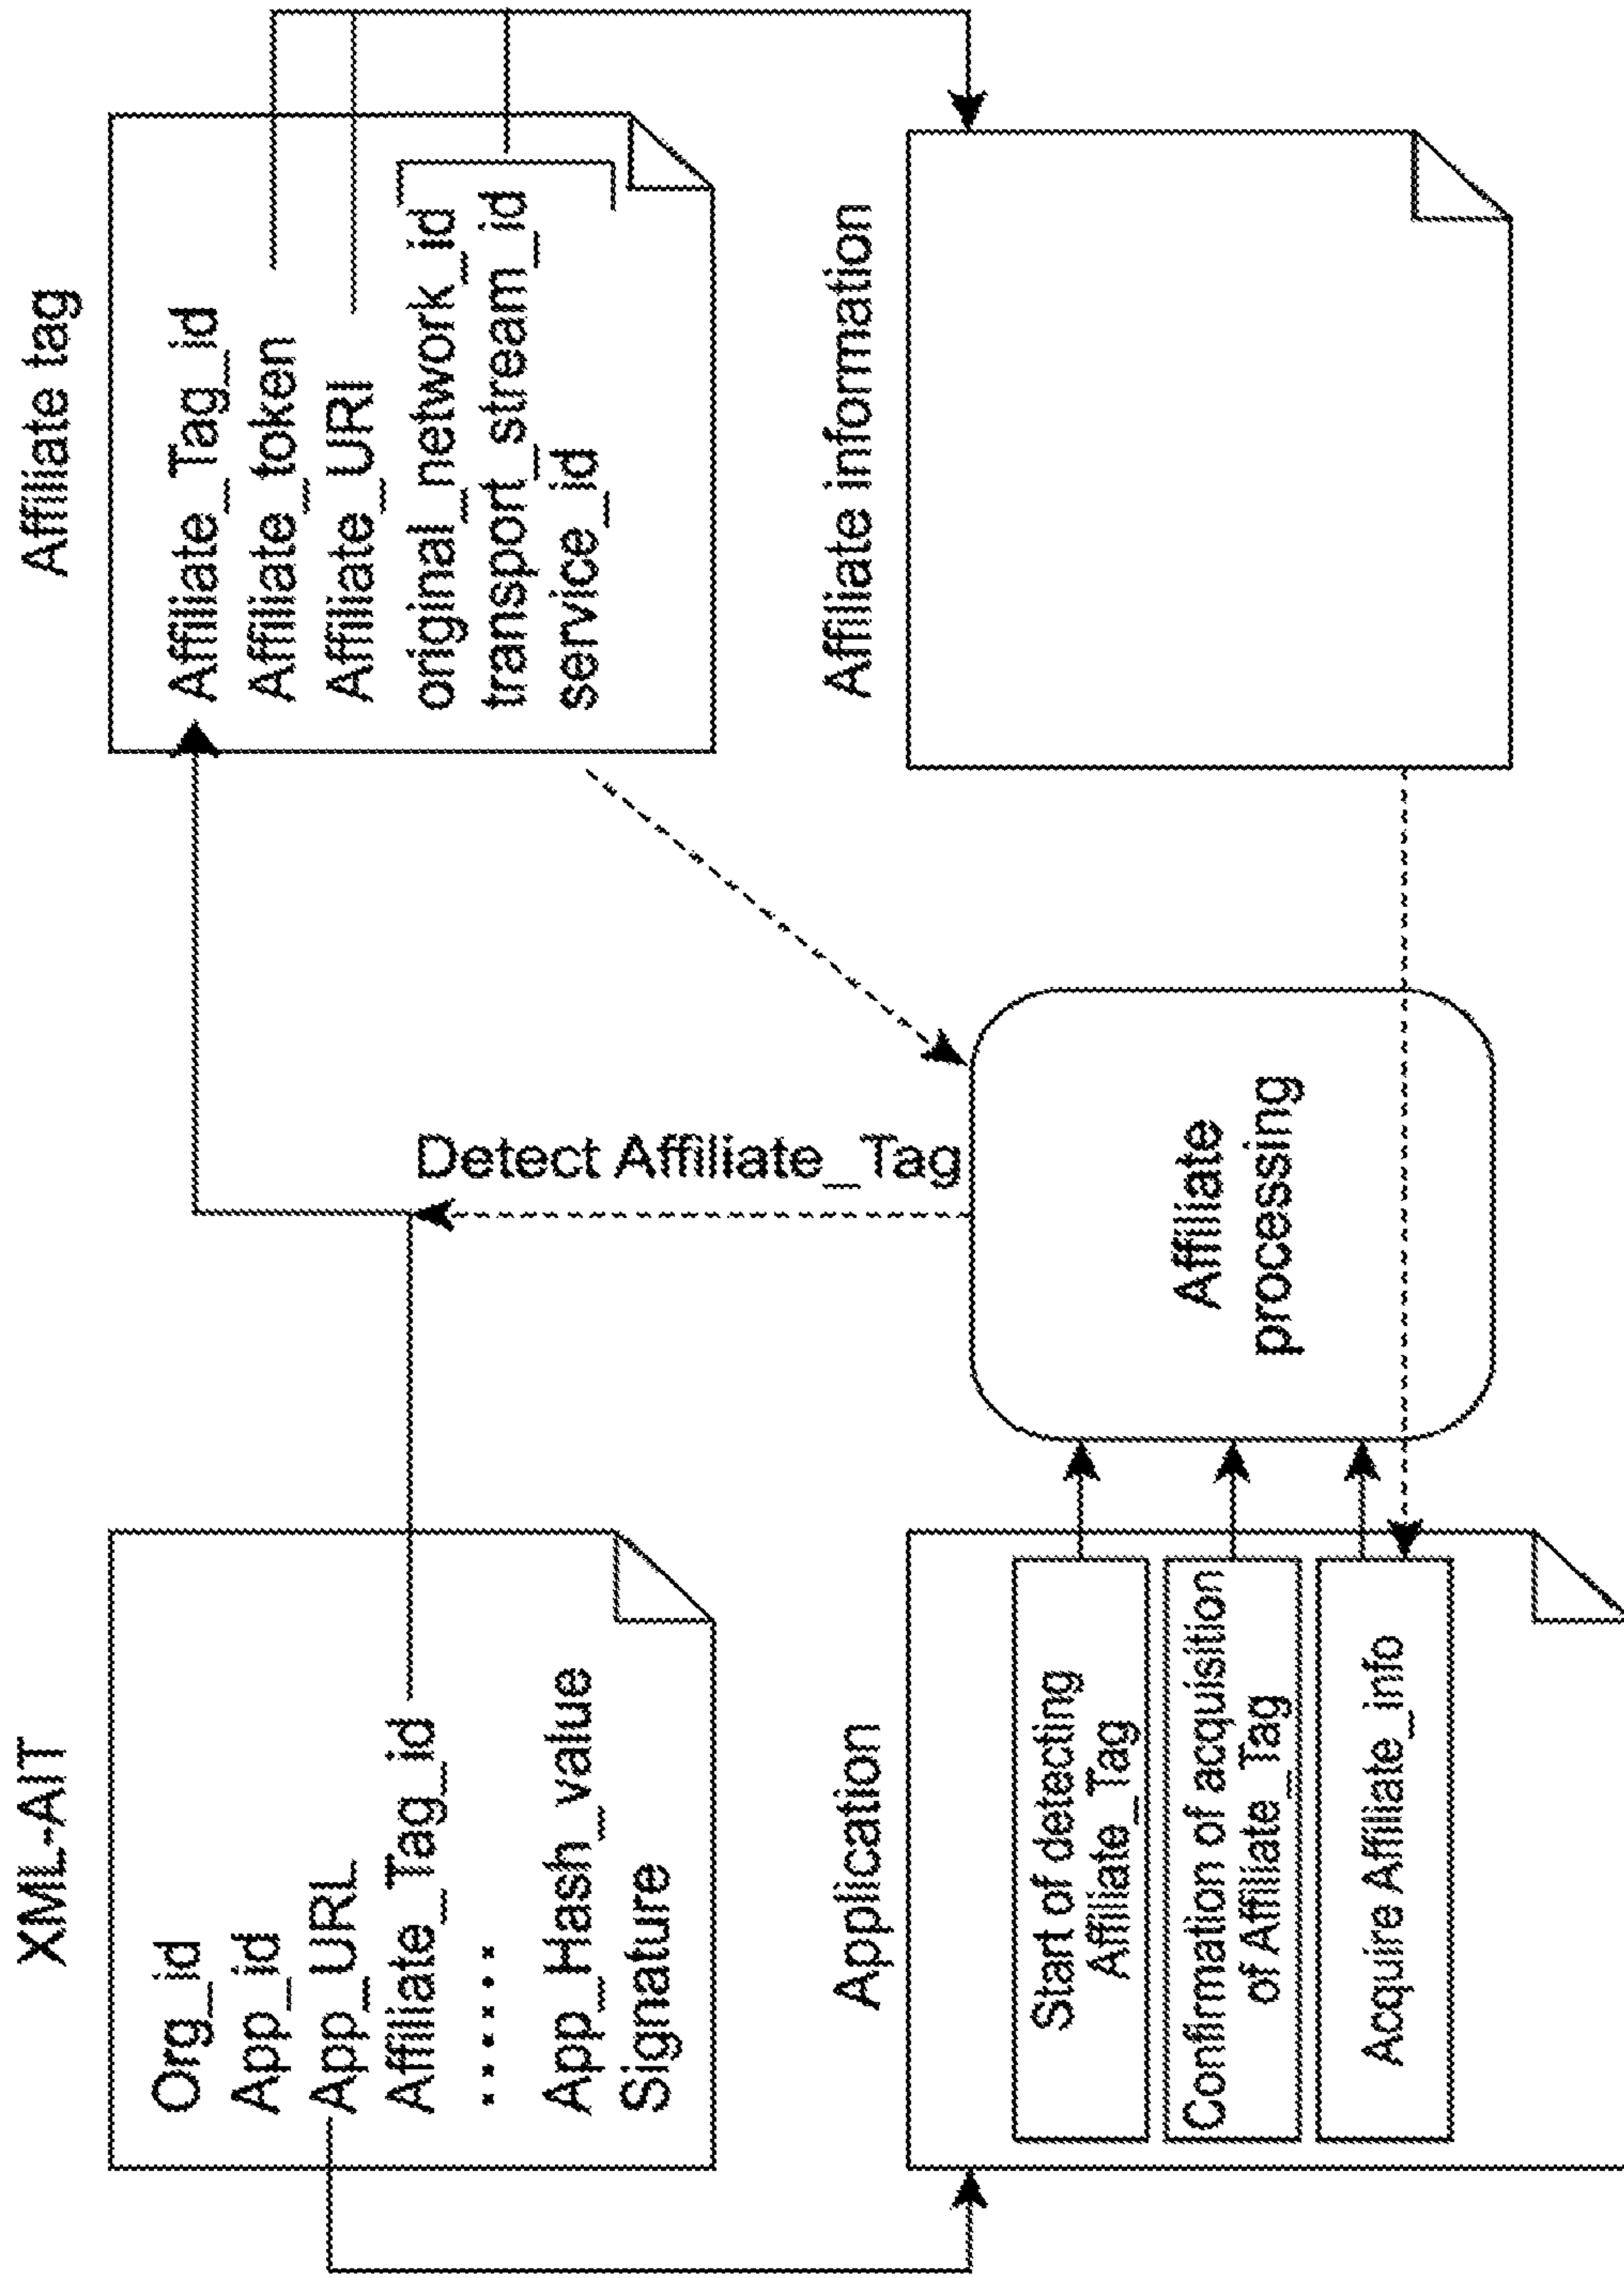 XML-AIT
Org_id
App_id
App_URL
Affiliate_Tag_id
......
App_Hash_value
Signature
Affiliate tag
Affiliate_Tag_id
Affiliate_token
Affiliate_URI
original_network_id
transport_stream_id
service_id
Detect Affiliate_Tag
Application
Start of detecting
Affiliate_Tag
Confirmation of acquisition
of Affiliate_Tag
Acquire Affiliate_info
Affiliate
processing
Affiliate information